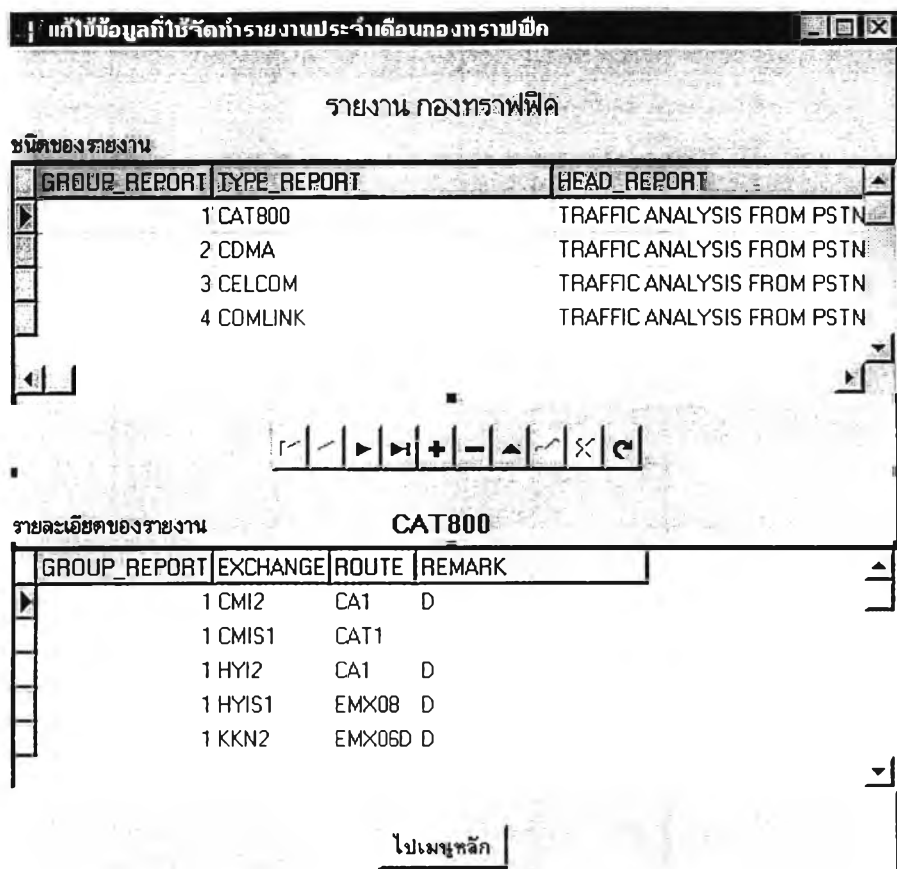 แก้ไขข้อมูลที่ใช้จัดทำรายงานประจำเดือนกองทราฟฟิค
รายงาน กองทราฟฟิค
ชนิดของรายงาน
GROUP_REPORT TYPE_REPORT HEAD_REPORT
1 CAT800 TRAFFIC ANALYSIS FROM PSTN
2 CDMA TRAFFIC ANALYSIS FROM PSTN
3 CELCOM TRAFFIC ANALYSIS FROM PSTN
4 COMLINK TRAFFIC ANALYSIS FROM PSTN
รายละเอียดของรายงาน CAT800
GROUP_REPORT EXCHANGE ROUTE REMARK
1 CMI2 CA1 D
1 CMIS1 CAT1
1 HYI2 CA1 D
1 HYIS1 EMX08 D
1 KKN2 EMX06D D
ไปเมนูหลัก